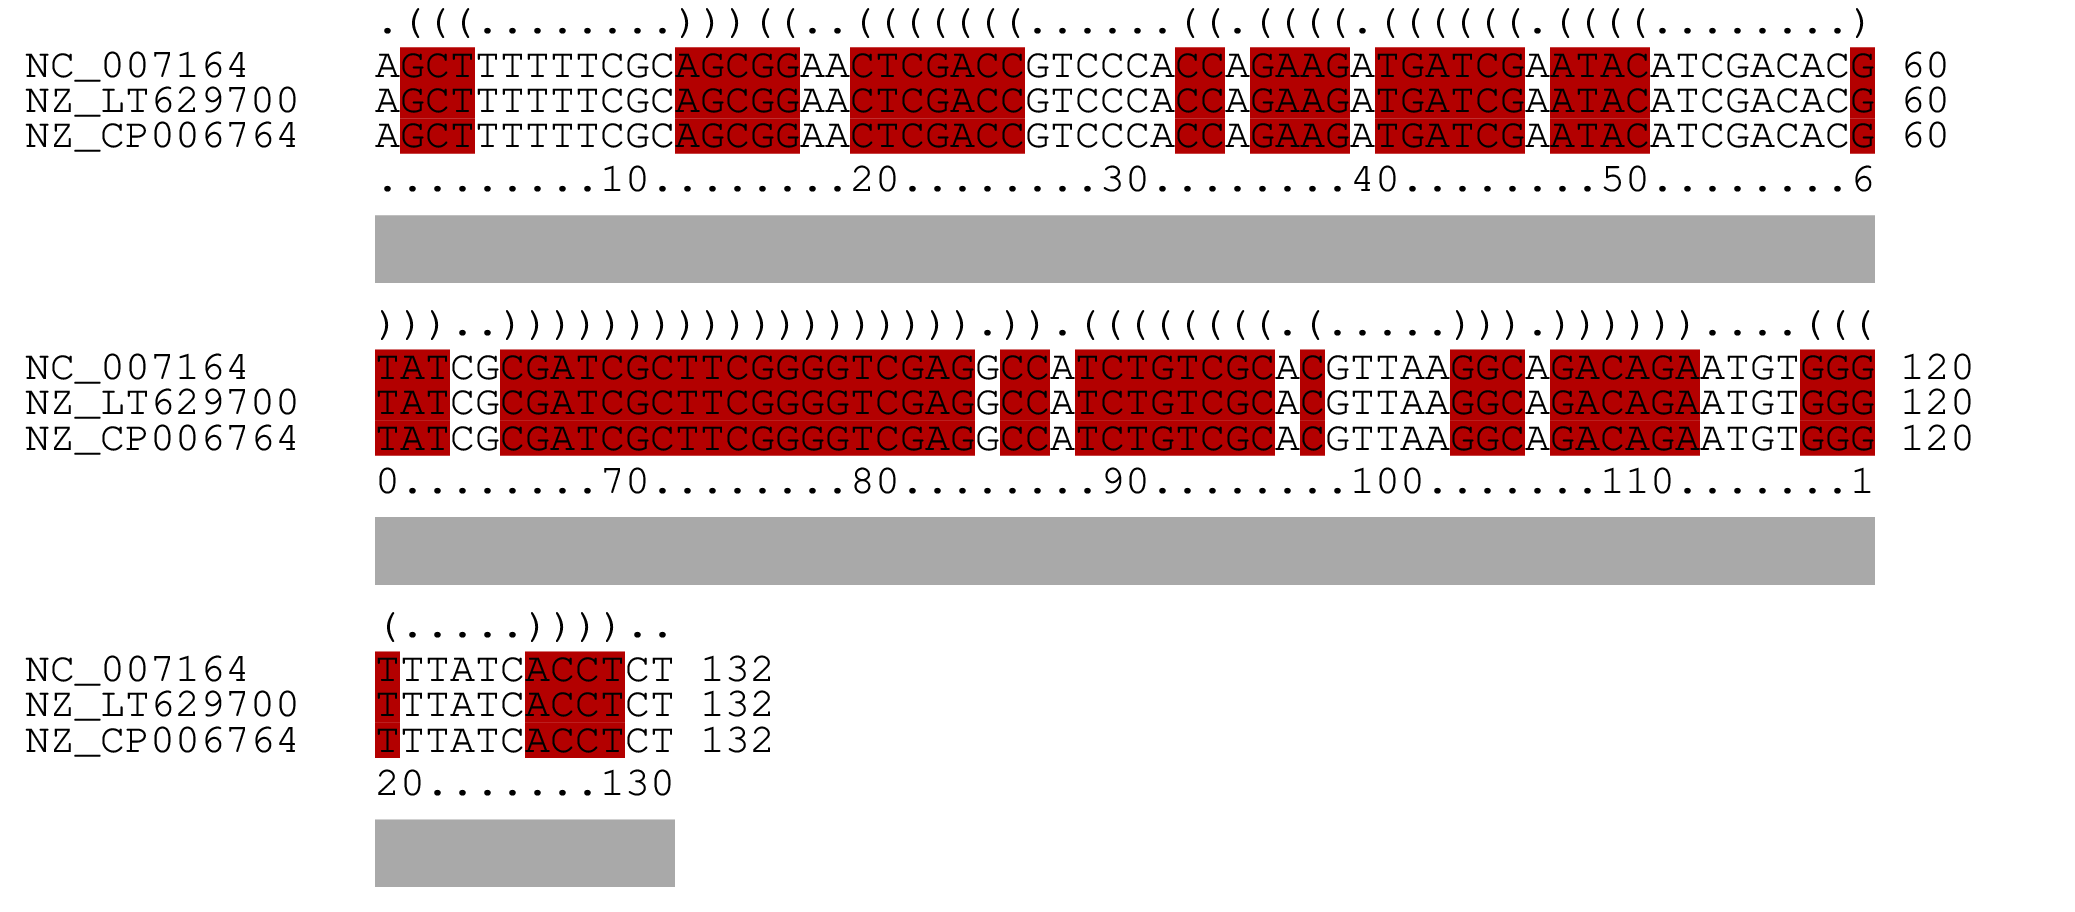 .(((........)))((..(((((((......((.((((.((((((.((((........)
NC_007164 AGCTTTTTTCGCAGCGGAACTCGACCGTCCCACCAGAAGATGATCGAATACATCGACACG 60
NZ_LT629700 AGCTTTTTTCGCAGCGGAACTCGACCGTCCCACCAGAAGATGATCGAATACATCGACACG 60
NZ_CP006764 AGCTTTTTTCGCAGCGGAACTCGACCGTCCCACCAGAAGATGATCGAATACATCGACACG 60
.........10........20........30........40........50........6
)))..))))))))))))))))))).)).((((((((.(.....))).))))))....(((
NC_007164 TATCGCGATCGCTTCGGGGTCGAGGCCATCTGTCGCACGTTAAGGCAGACAGAATGTGGG 120
NZ_LT629700 TATCGCGATCGCTTCGGGGTCGAGGCCATCTGTCGCACGTTAAGGCAGACAGAATGTGGG 120
NZ_CP006764 TATCGCGATCGCTTCGGGGTCGAGGCCATCTGTCGCACGTTAAGGCAGACAGAATGTGGG 120
0........70........80........90........100.......110.......1
(.....))))..
NC_007164 TTTATCACCTCT 132
NZ_LT629700 TTTATCACCTCT 132
NZ_CP006764 TTTATCACCTCT 132
20.......130